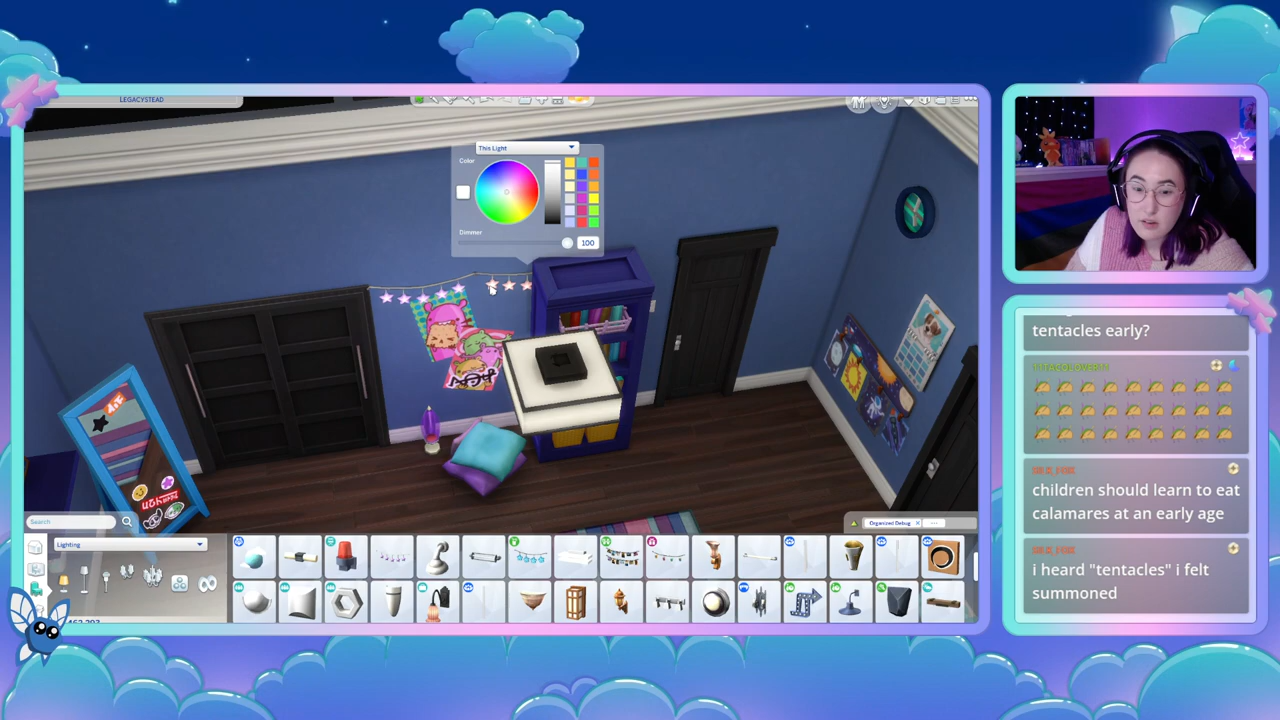 LEGACYSTEAD
This Light
Color
Dimmer
100
Search
Lighting
Organized Debug
tentacles early?
children should learn to eat
calamares at an early age
i heard "tentacles" i felt
summoned